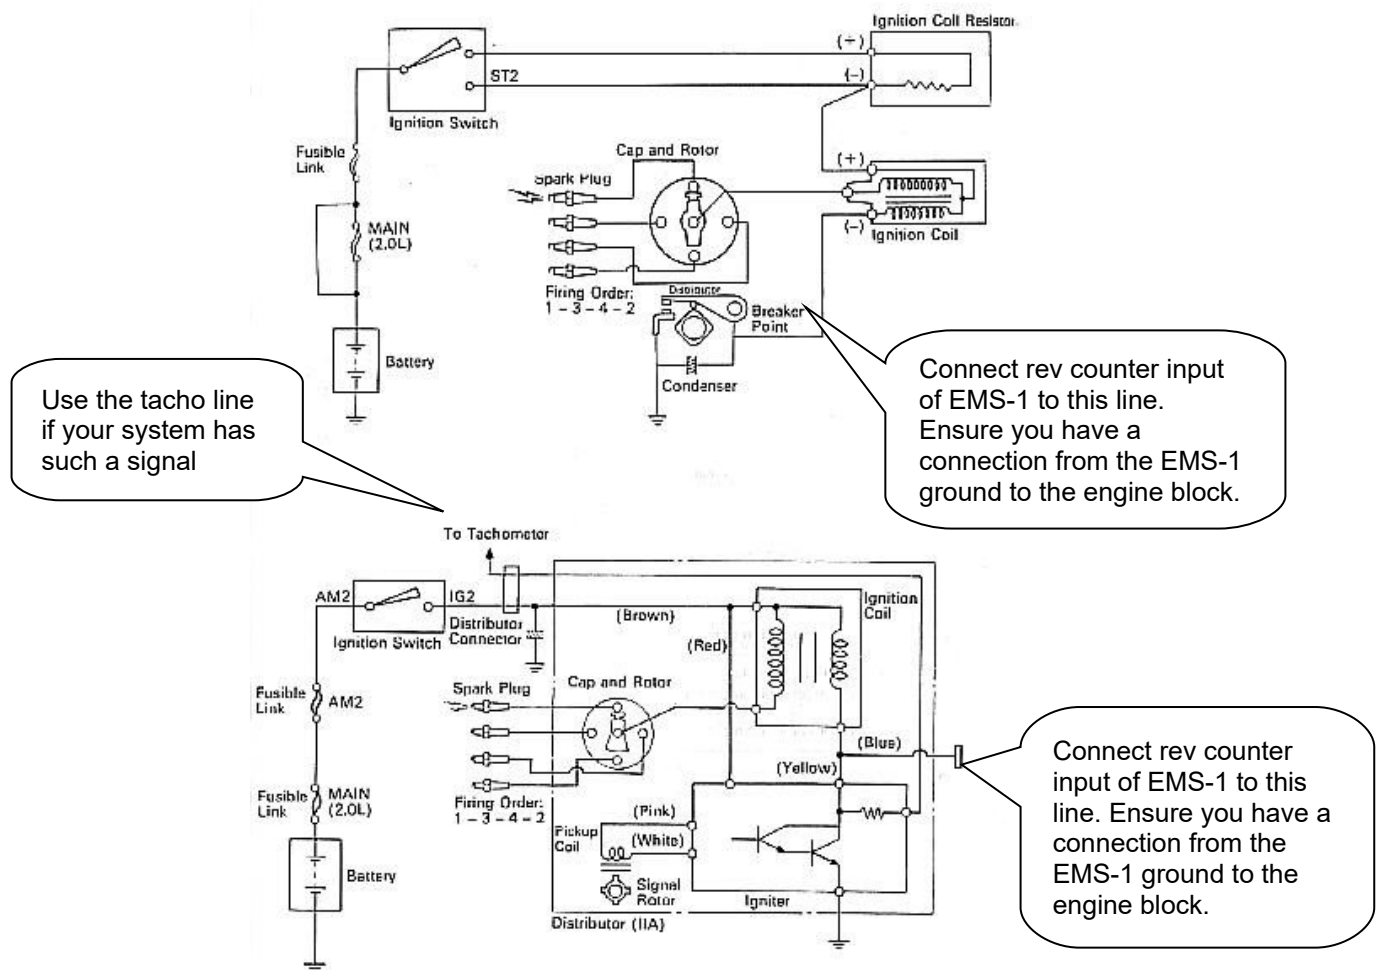 Ignition Coil Resistor
(+)
(−)
ST2
Ignition Switch
Fusible
Link
MAIN
(2.0L)
Battery
Cap and Rotor
Spark Plug
Firing Order:
1 – 3 – 4 – 2
(+)
(−)
Ignition Coil
Distributor
Breaker
Point
Condenser
Connect rev counter input
of EMS-1 to this line.
Ensure you have a
connection from the EMS-1
ground to the engine block.
Use the tacho line
if your system has
such a signal
To Tachometer
AM2
IG2
Ignition Switch
Distributor
Connector
(Brown)
(Red)
Ignition
Coil
Fusible
Link
AM2
Fusible
Link
MAIN
(2.0L)
Battery
Spark Plug
Cap and Rotor
Firing Order:
1 – 3 – 4 – 2
(Blue)
(Yellow)
(Pink)
(White)
Pickup
Coil
Signal
Rotor
Igniter
Distributor (IIA)
Connect rev counter
input of EMS-1 to this
line. Ensure you have a
connection from the
EMS-1 ground to the
engine block.